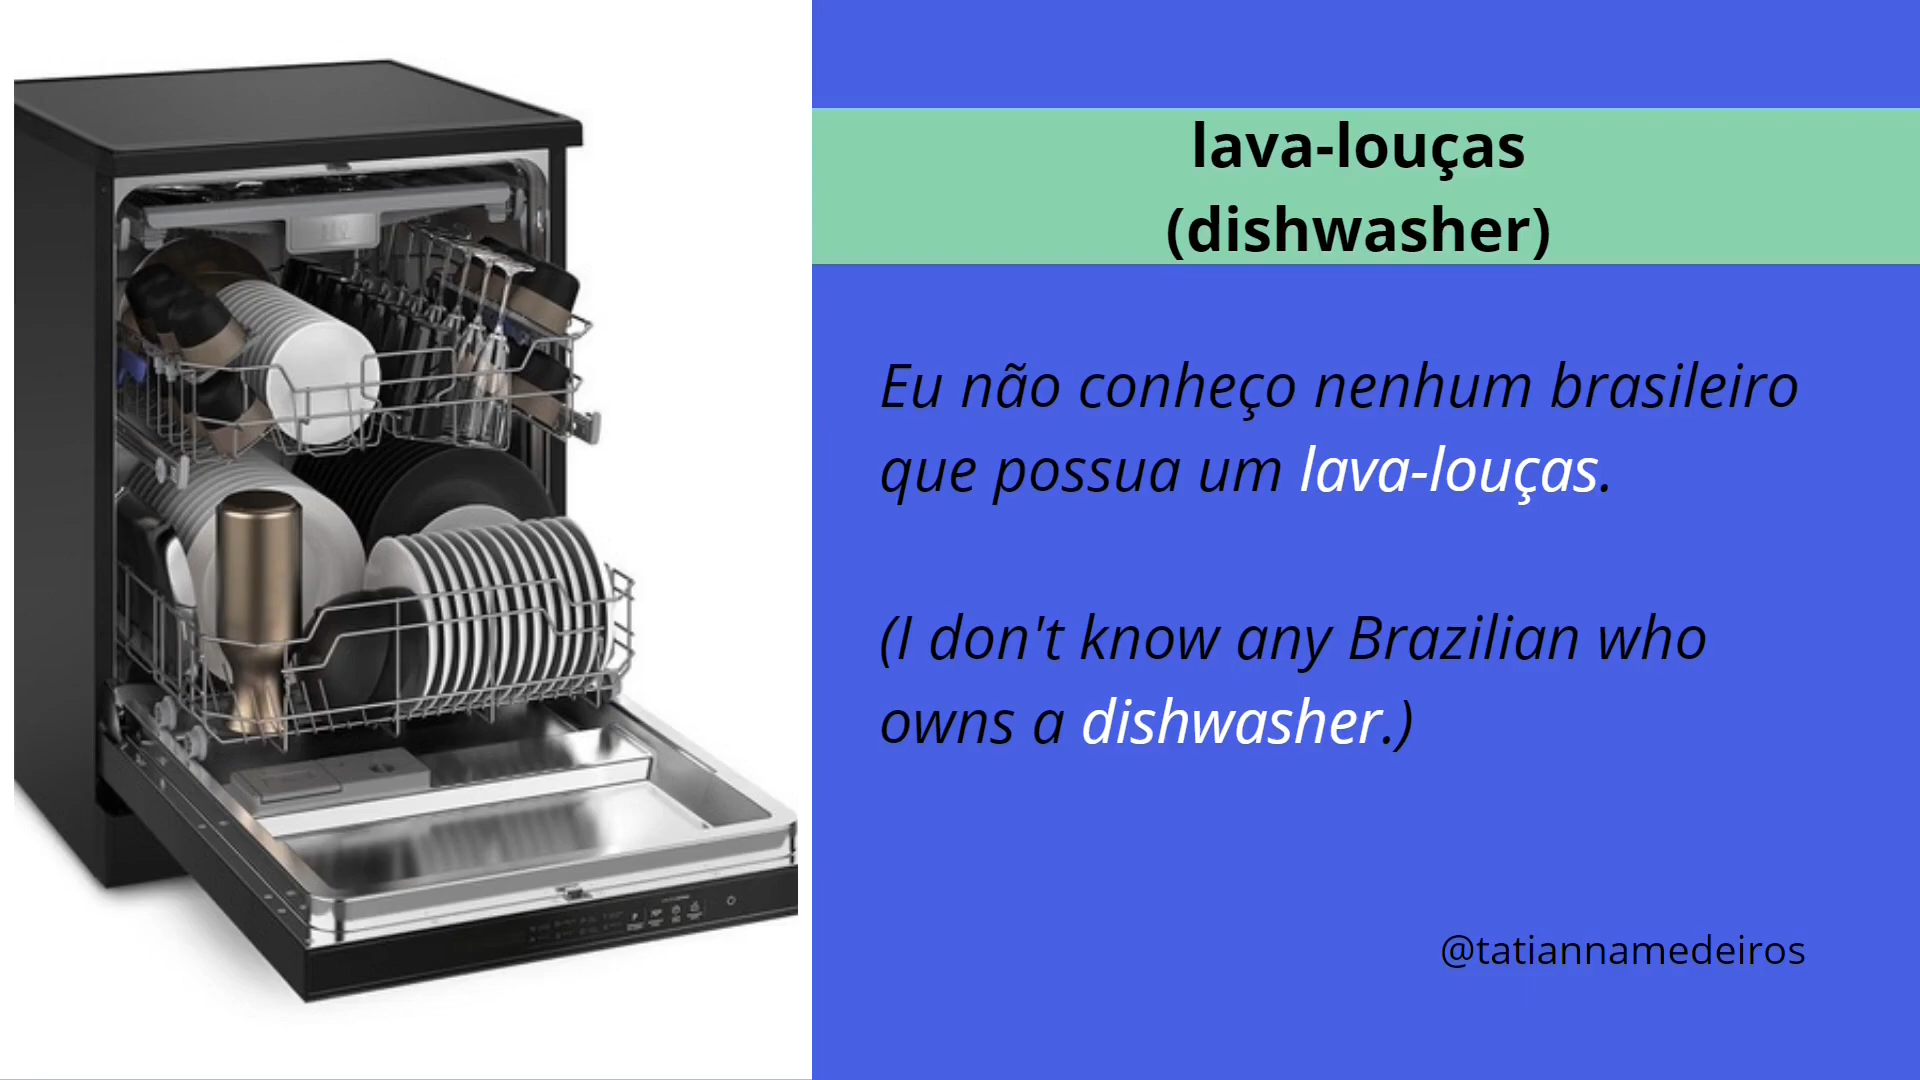 lava-louças
(dishwasher)
Eu não conheço nenhum brasileiro
que possua um lava-louças.
(I don't know any Brazilian who
owns a dishwasher.)
@tatiannamedeiros